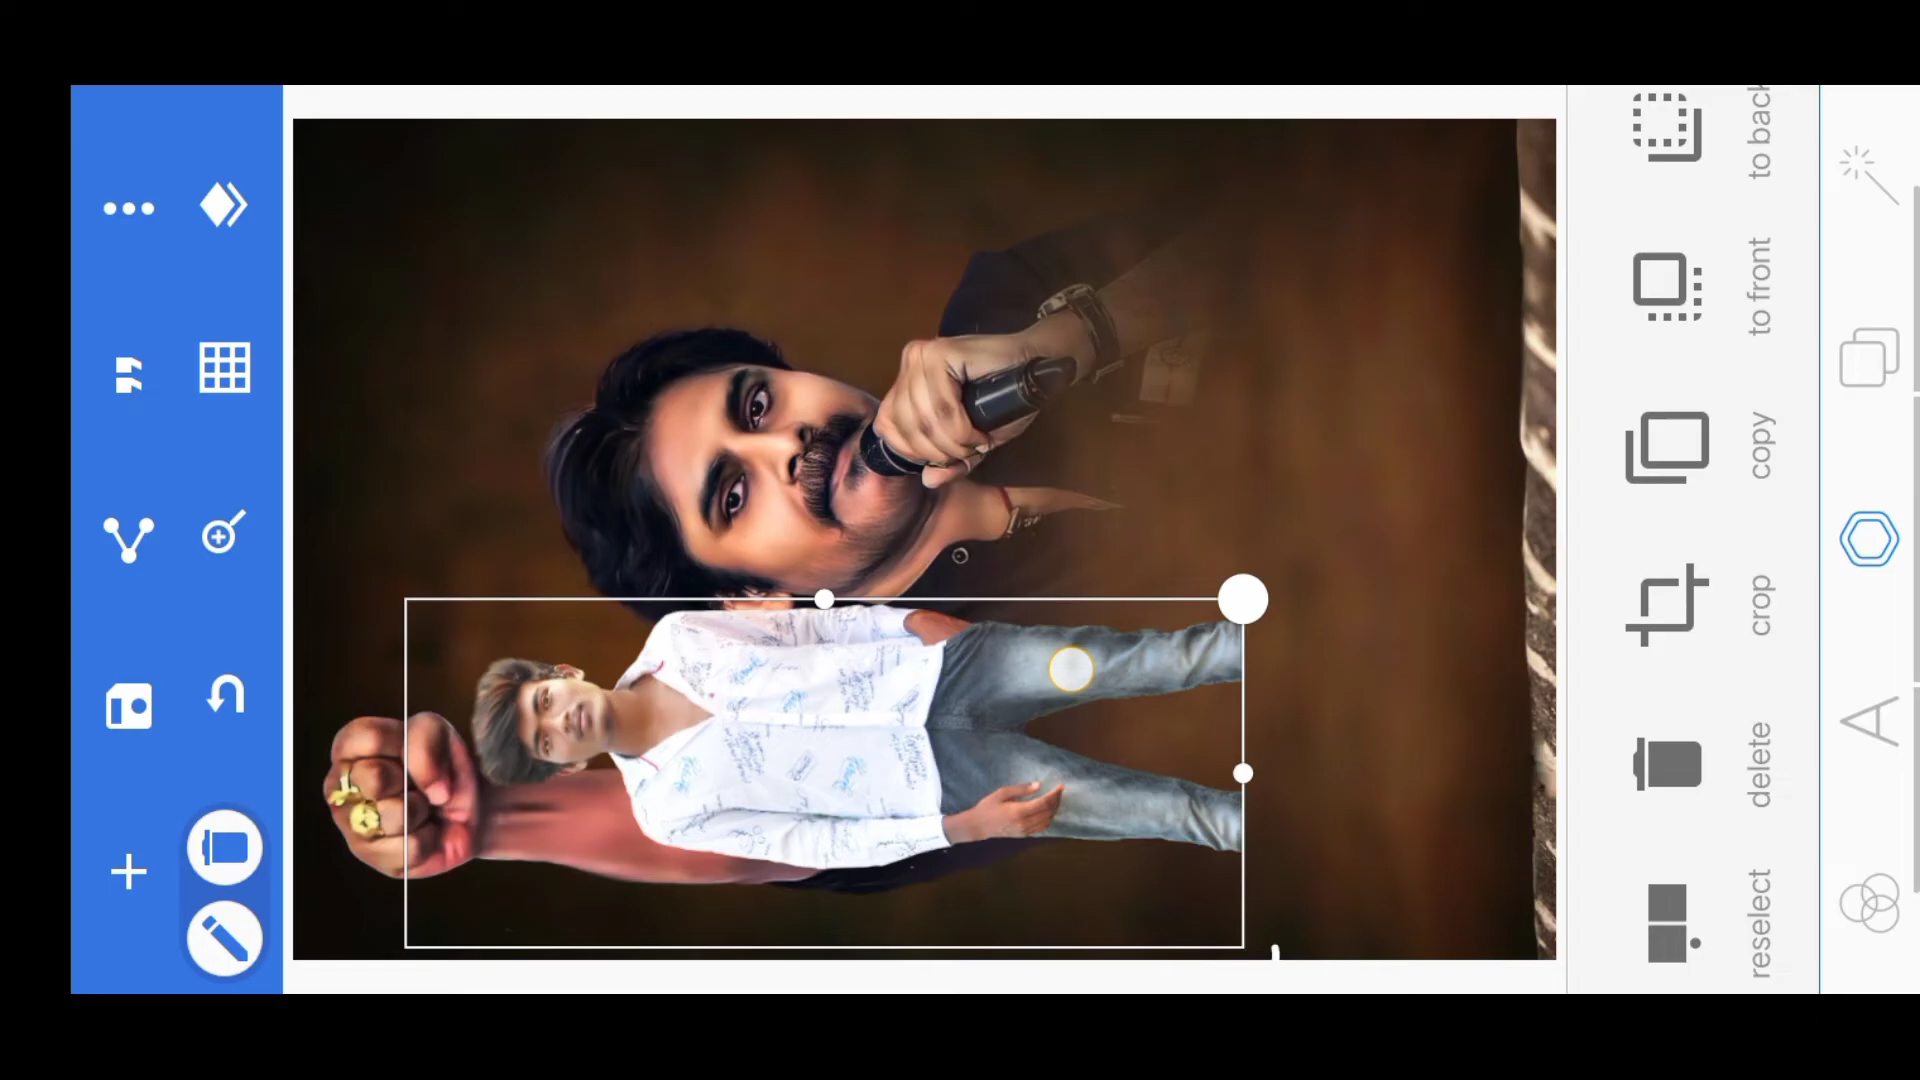 to back
to front
copy
crop
delete
reselect